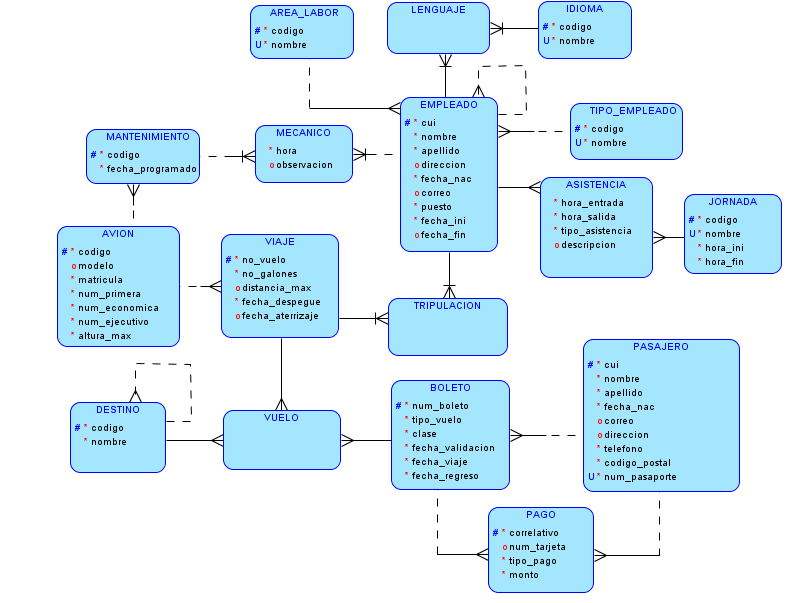 AREA_LABOR
# * codigo
U * nombre
LENGUAJE
IDIOMA
# * codigo
U * nombre
EMPLEADO
# * cui
* nombre
* apellido
o direccion
* fecha_nac
o correo
* puesto
* fecha_ini
o fecha_fin
TIPO_EMPLEADO
# * codigo
U * nombre
MANTENIMIENTO
# * codigo
* fecha_programado
MECANICO
* hora
o observacion
ASISTENCIA
* hora_entrada
* hora_salida
* tipo_asistencia
o descripcion
JORNADA
# * codigo
U * nombre
* hora_ini
* hora_fin
AVION
# * codigo
o modelo
* matricula
* num_primera
* num_economica
* num_ejecutivo
* altura_max
VIAJE
# * no_vuelo
* no_galones
o distancia_max
* fecha_despegue
o fecha_aterrizaje
TRIPULACION
PASAJERO
# * cui
* nombre
* apellido
* fecha_nac
o correo
o direccion
* telefono
* codigo_postal
U * num_pasaporte
DESTINO
# * codigo
* nombre
VUELO
BOLETO
# * num_boleto
* tipo_vuelo
* clase
* fecha_validacion
* fecha_viaje
* fecha_regreso
PAGO
# * correlativo
o num_tarjeta
* tipo_pago
* monto